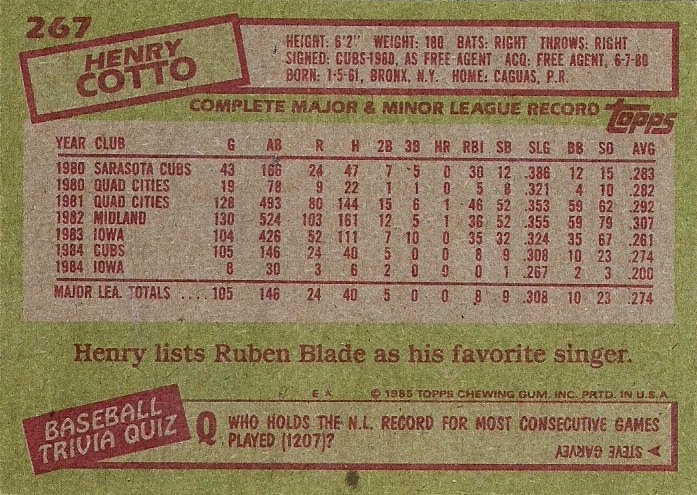 267
HENRY
COTTO
HEIGHT: 6'2" WEIGHT: 180 BATS: RIGHT THROWS: RIGHT
SIGNED: CUBS-1980, AS FREE AGENT ACQ: FREE AGENT, 6-7-80
BORN: 1-5-61, BRONX, N.Y. HOME: CAGUAS, P.R.
COMPLETE MAJOR & MINOR LEAGUE RECORD Topps
YEAR CLUB G AB R H 2B 3B HR RBI SB SLG BB SO AVG
1980 SARASOTA CUBS 43 166 24 47 7 5 0 30 12 .386 12 15 .283
1980 QUAD CITIES 19 78 9 22 1 1 0 5 8 .321 4 10 .282
1981 QUAD CITIES 128 493 80 144 15 6 1 46 52 .353 59 62 .292
1982 MIDLAND 130 524 103 161 12 5 1 36 52 .355 59 79 .307
1983 IOWA 104 426 52 111 7 10 0 35 32 .324 35 67 .261
1984 CUBS 105 146 24 40 5 0 0 8 9 .308 10 23 .274
1984 IOWA 8 30 3 6 2 0 0 0 1 .267 2 3 .200
MAJOR LEA. TOTALS .... 105 146 24 40 5 0 0 8 9 .308 10 23 .274
Henry lists Ruben Blade as his favorite singer.
E * © 1985 TOPPS CHEWING GUM, INC. PRTD. IN U.S.A.
BASEBALL
TRIVIA QUIZ
Q WHO HOLDS THE N.L. RECORD FOR MOST CONSECUTIVE GAMES
PLAYED (1207)?
STEVE GARVEY